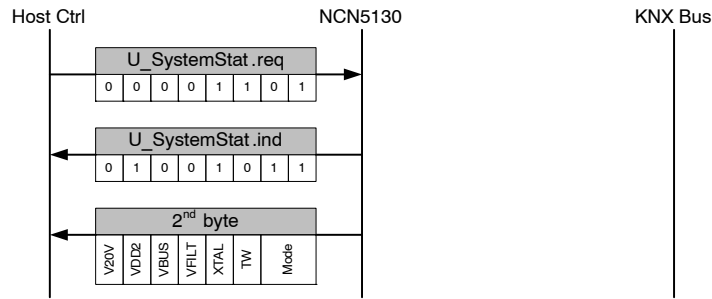 Host Ctrl NCN5130 KNX Bus
U_SystemStat.req
0 0 0 0 1 1 0 1
U_SystemStat.ind
0 1 0 0 1 0 1 1
2nd byte
V20V VDD2 VBUS VFILT XTAL TW Mode